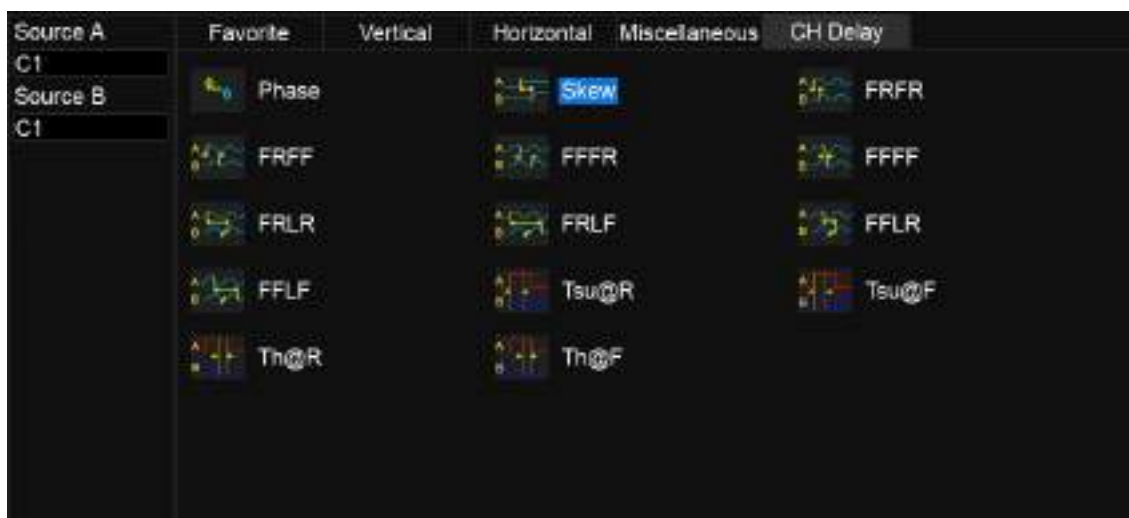 Source A
C1
Source B
C1
Favorite Vertical Horizontal Miscellaneous CH Delay
Phase Skew FRFR
FRFF FFFR FFFF
FRLR FRLF FFLR
FFLF Tsu@R Tsu@F
Th@R Th@F